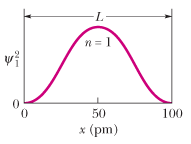 L
n = 1
ψ₁²
0
0 50 100
x (pm)